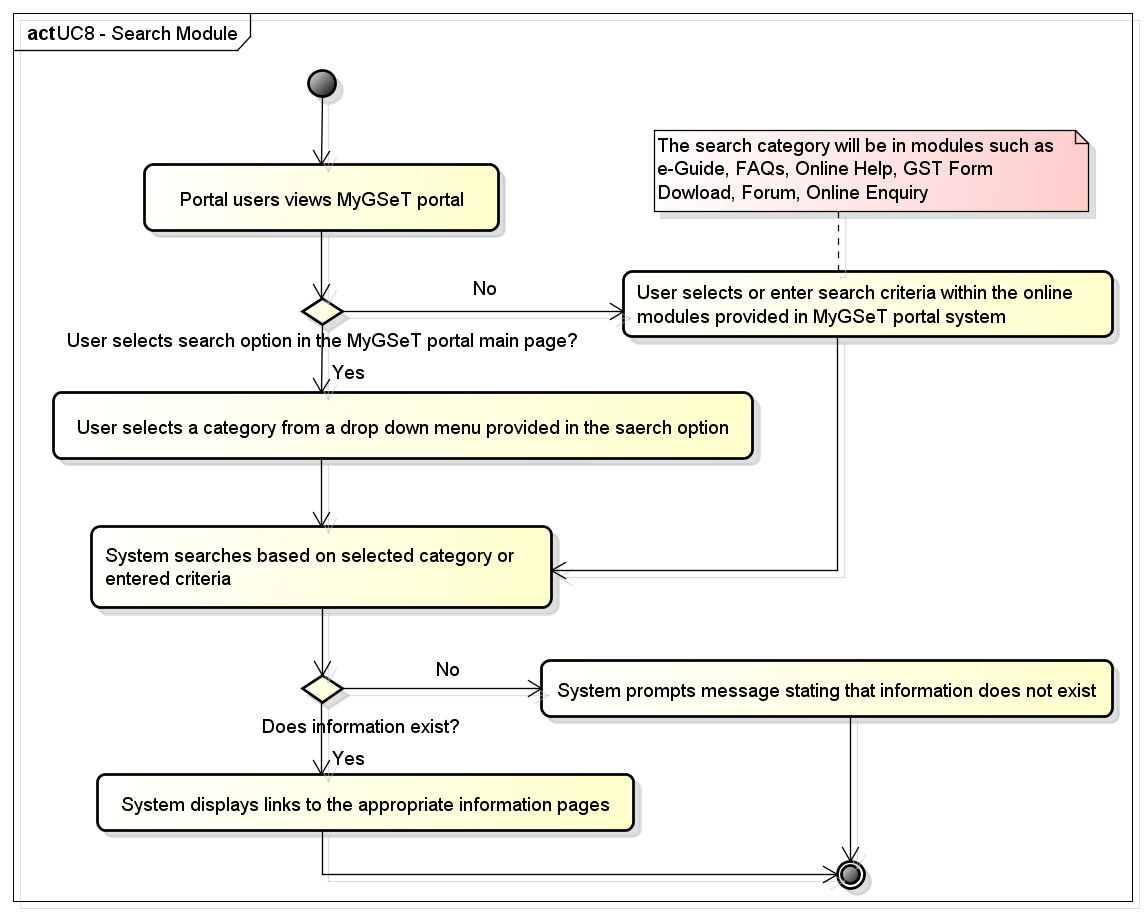 actUC8 - Search Module
The search category will be in modules such as
e-Guide, FAQs, Online Help, GST Form
Dowload, Forum, Online Enquiry
Portal users views MyGSeT portal
No
User selects or enter search criteria within the online
modules provided in MyGSeT portal system
User selects search option in the MyGSeT portal main page?
Yes
User selects a category from a drop down menu provided in the saerch option
System searches based on selected category or
entered criteria
No
System prompts message stating that information does not exist
Does information exist?
Yes
System displays links to the appropriate information pages